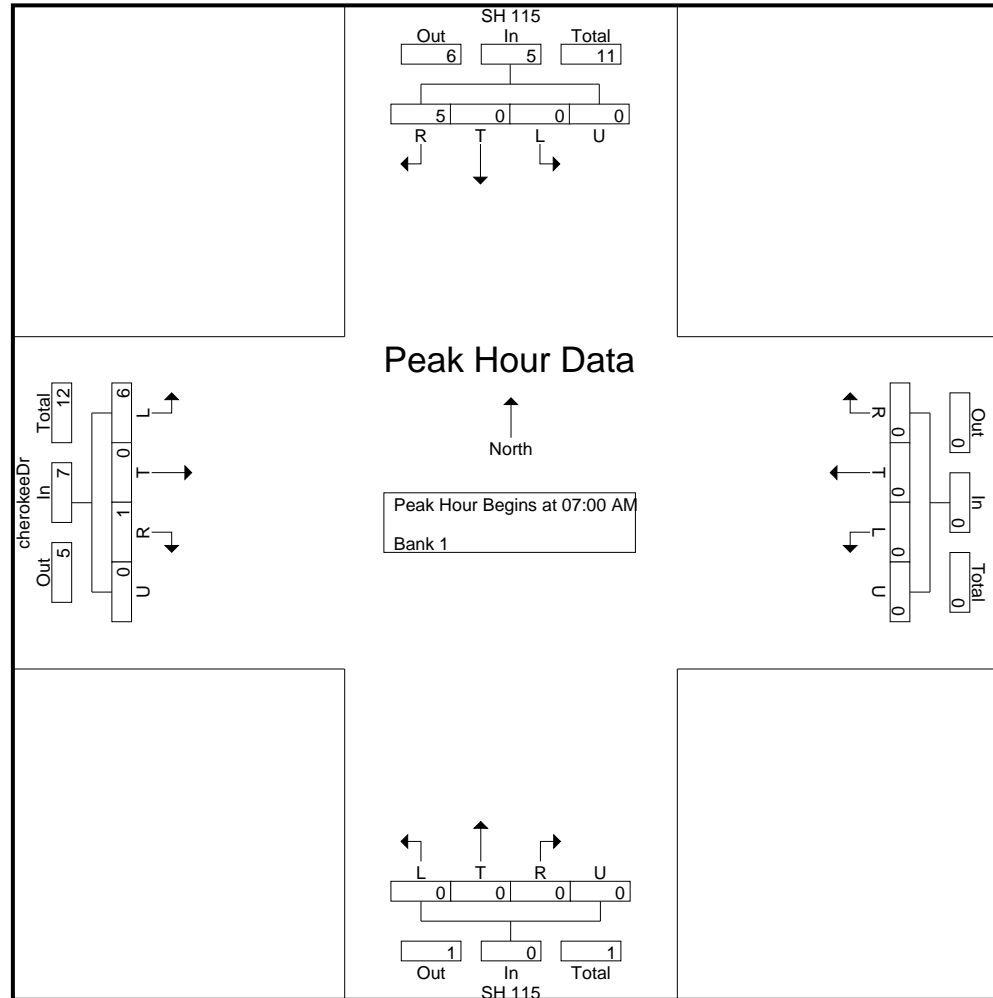 SH 115
Out In Total
6 5 11
5 0 0 0
R T L U
Peak Hour Data
North
Peak Hour Begins at 07:00 AM
Bank 1
cherokeeDr
Out In Total
5 7 12
0 1 0 6
U R T L
Out In Total
0 0 0
R T L U
0 0 0 0
L T R U
0 0 0 0
1 0 1
Out In Total
SH 115